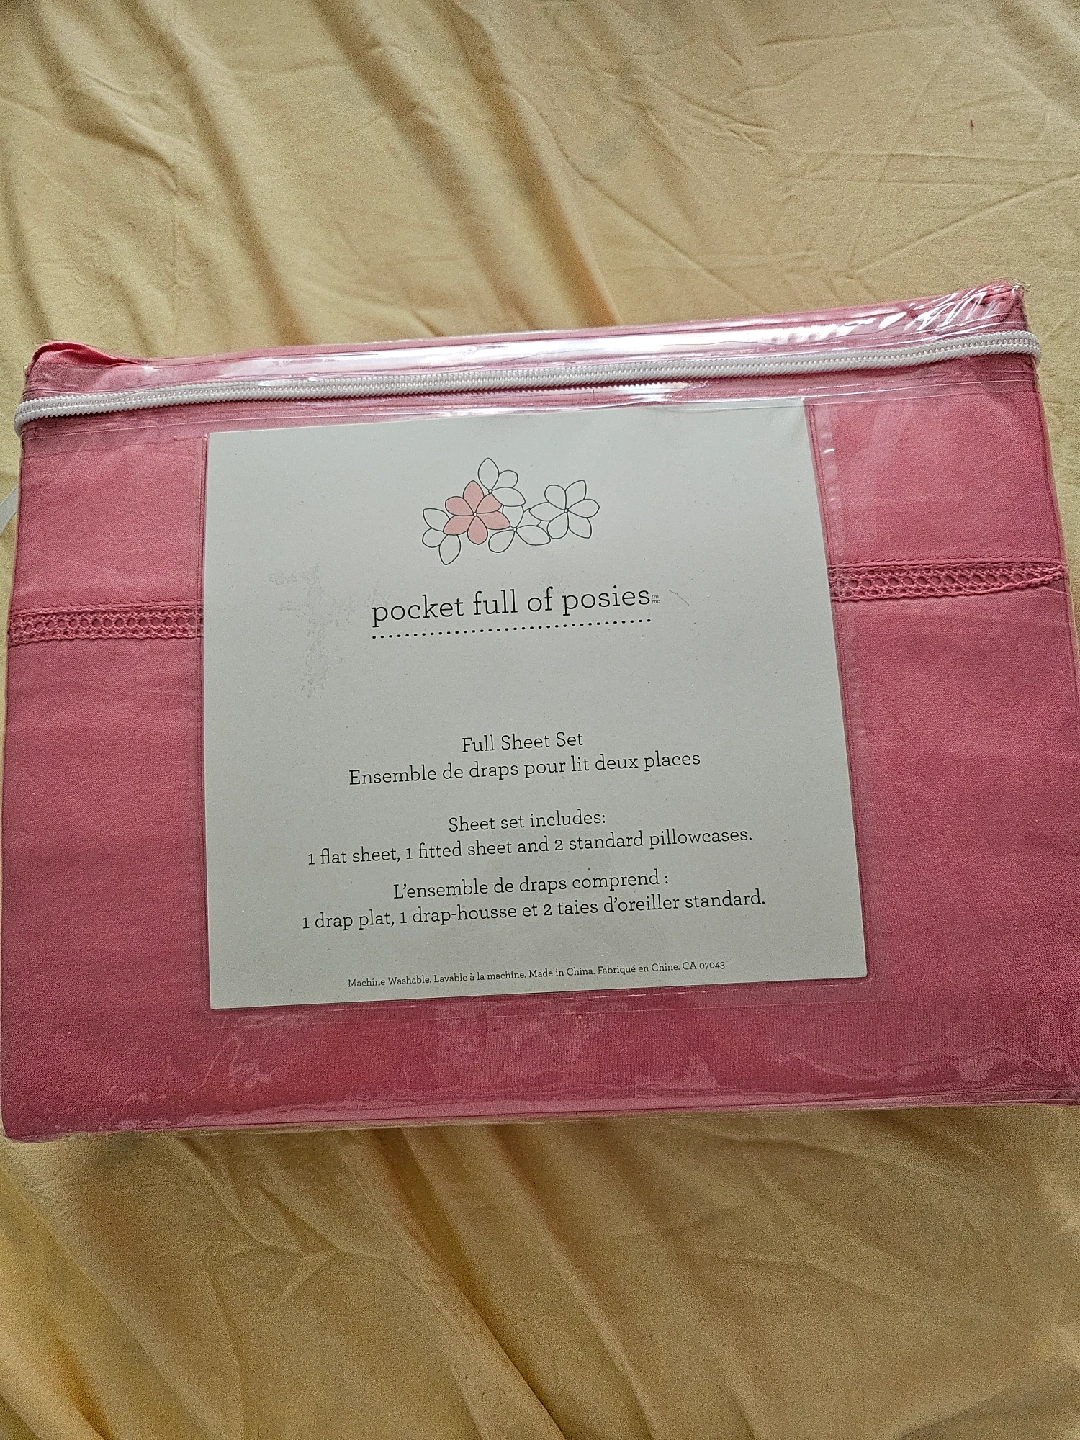 pocket full of posies™
Full Sheet Set
Ensemble de draps pour lit deux places
Sheet set includes:
1 flat sheet, 1 fitted sheet and 2 standard pillowcases.
L'ensemble de draps comprend :
1 drap plat, 1 drap-housse et 2 taies d'oreiller standard.
Machine Washable. Lavable à la machine. Made in China. Fabriqué en Chine. CA 07043